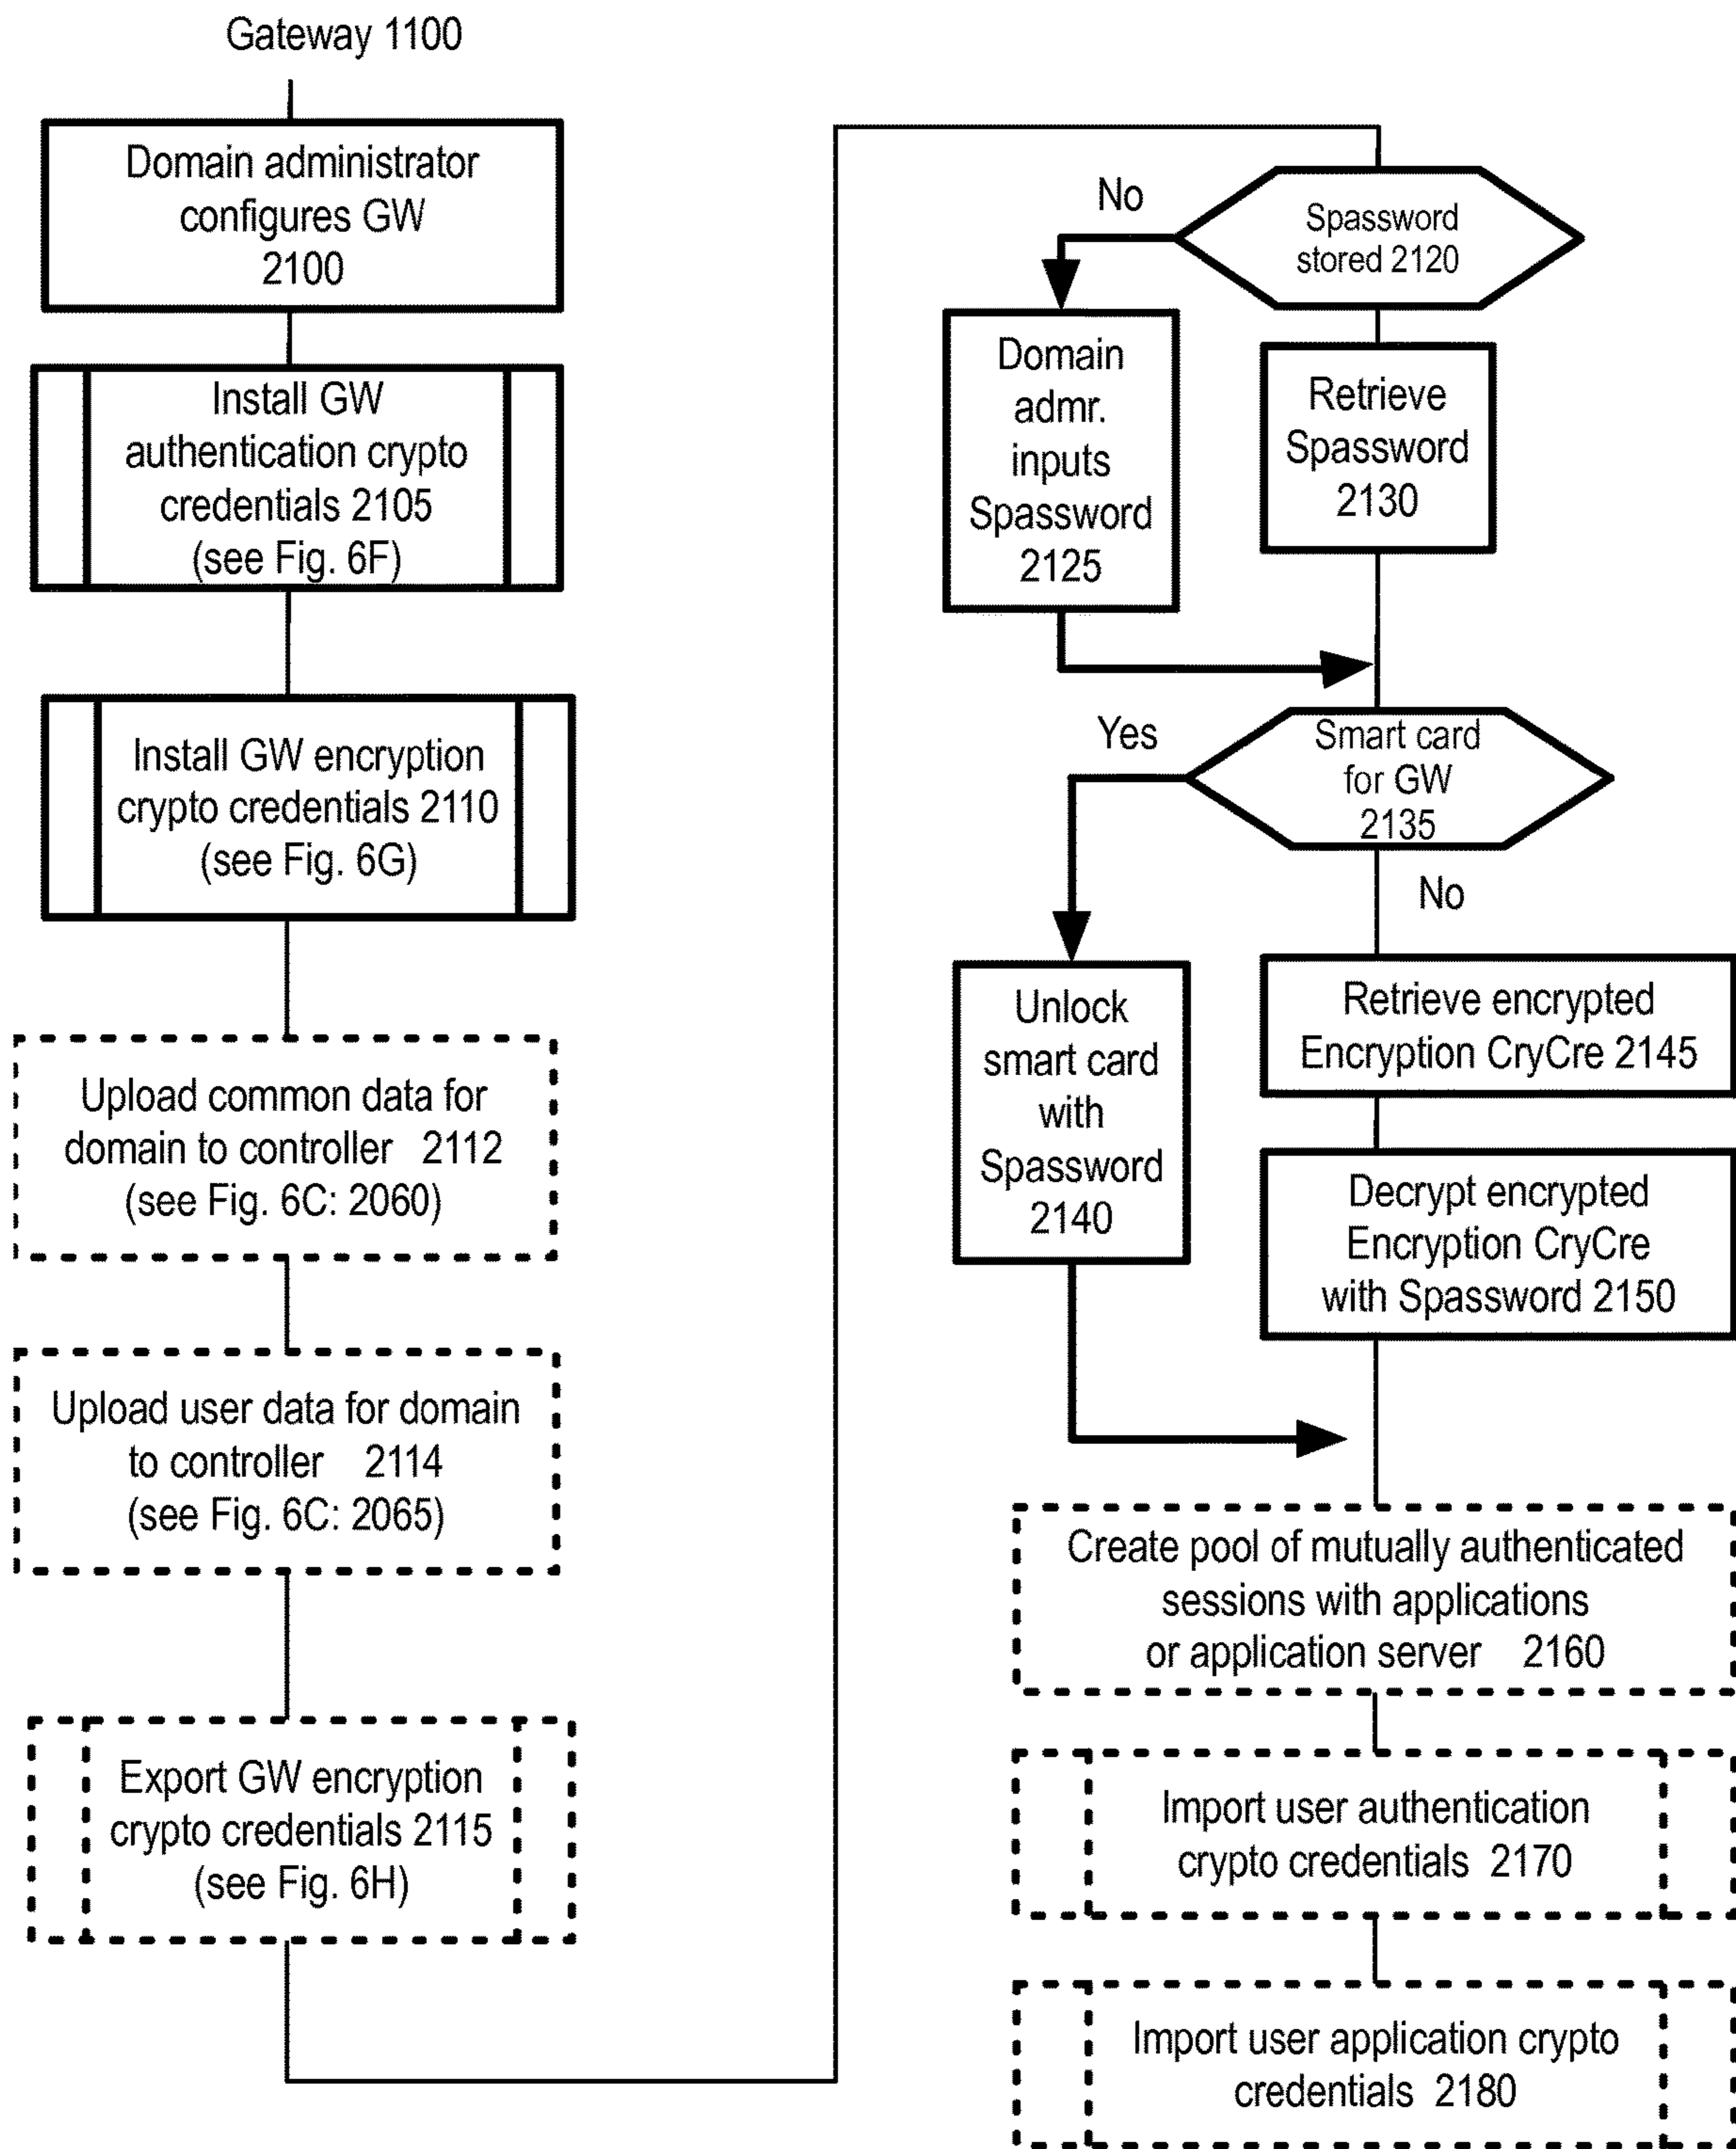 Gateway 1100
Domain administrator
configures GW
2100
Install GW
authentication crypto
credentials 2105
(see Fig. 6F)
Install GW encryption
crypto credentials 2110
(see Fig. 6G)
Upload common data for
domain to controller 2112
(see Fig. 6C: 2060)
Upload user data for domain
to controller 2114
(see Fig. 6C: 2065)
Export GW encryption
crypto credentials 2115
(see Fig. 6H)
No
Spassword
stored 2120
Domain
admr.
inputs
Spassword
2125
Retrieve
Spassword
2130
Yes
Smart card
for GW
2135
No
Unlock
smart card
with
Spassword
2140
Retrieve encrypted
Encryption CryCre 2145
Decrypt encrypted
Encryption CryCre
with Spassword 2150
Create pool of mutually authenticated
sessions with applications
or application server 2160
Import user authentication
crypto credentials 2170
Import user application crypto
credentials 2180